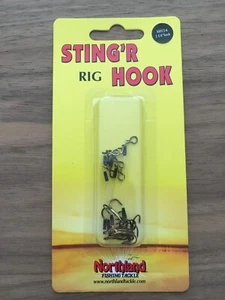 STING'R
RIG HOOK
Northland
FISHING TACKLE
www.northlandtackle.com